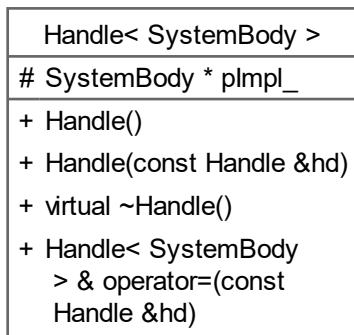 Handle< SystemBody >
# SystemBody * pImpl_
+ Handle()
+ Handle(const Handle &hd)
+ virtual ~Handle()
+ Handle< SystemBody
> & operator=(const
Handle &hd)